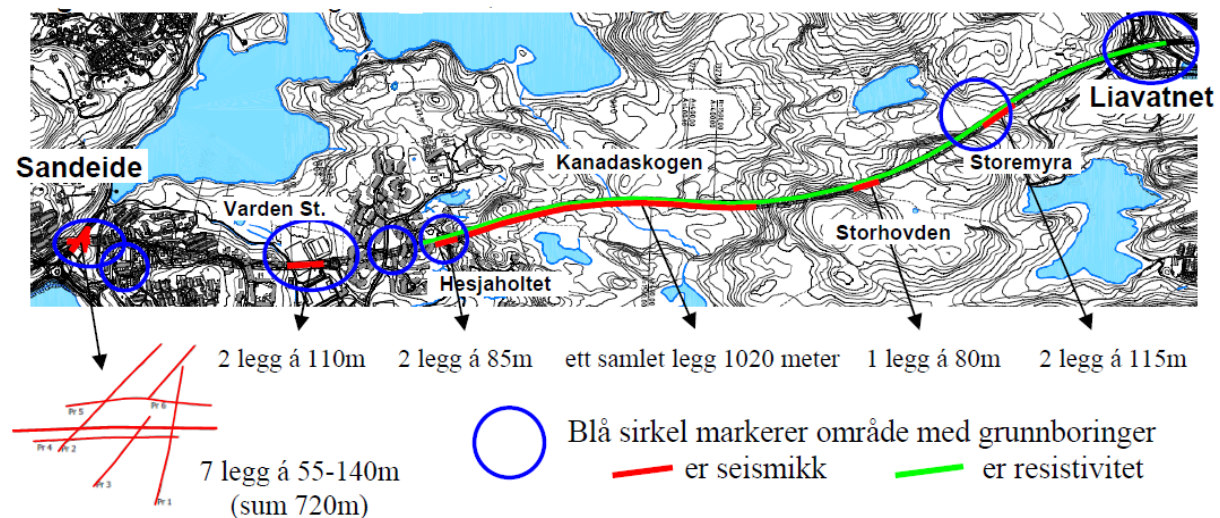 Liavatnet
Sandeide
Kanadaskogen
Storemyra
Varden St.
Storhovden
Hesjaholtet
2 legg á 110m
2 legg á 85m
ett samlet legg 1020 meter
1 legg á 80m
2 legg á 115m
Pr 5
Pr 6
Pr 4
Pr 2
Pr 3
Pr 1
7 legg á 55-140m
(sum 720m)
Blå sirkel markerer område med grunnboringer
er seismikk
er resistivitet